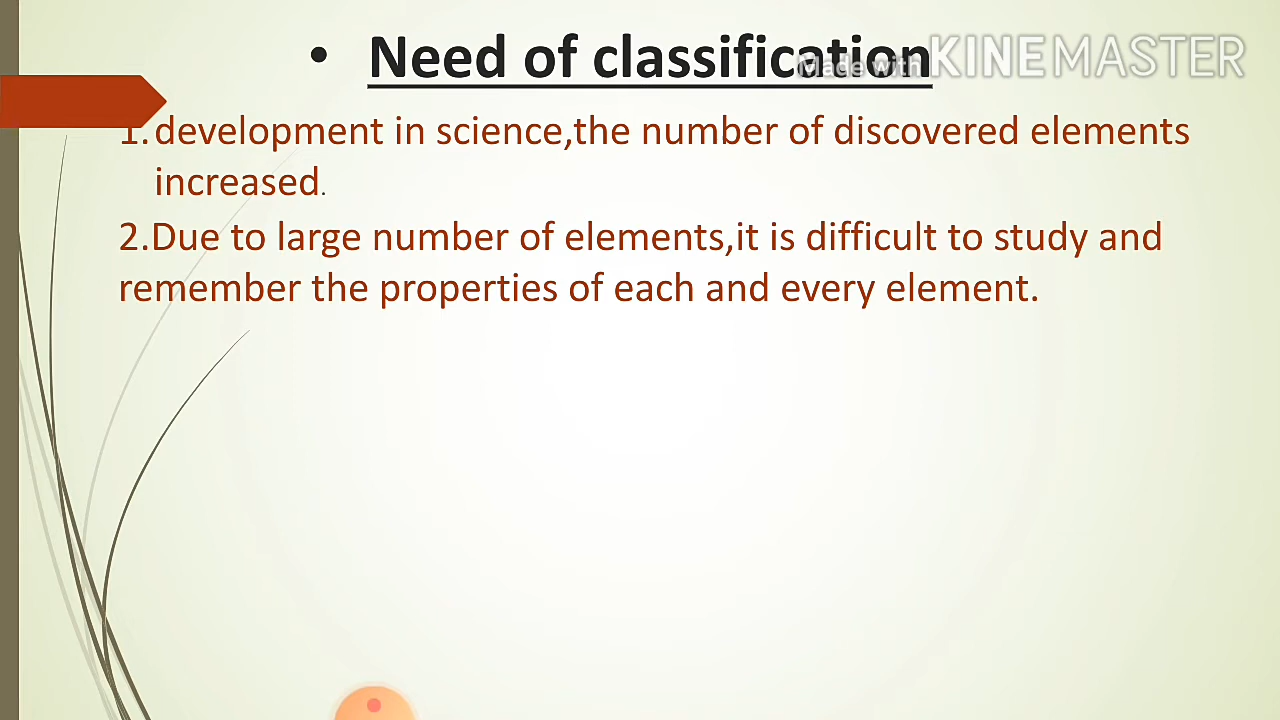 • Need of classification
Made with KINEMASTER
1. development in science,the number of discovered elements
increased.
2.Due to large number of elements,it is difficult to study and
remember the properties of each and every element.